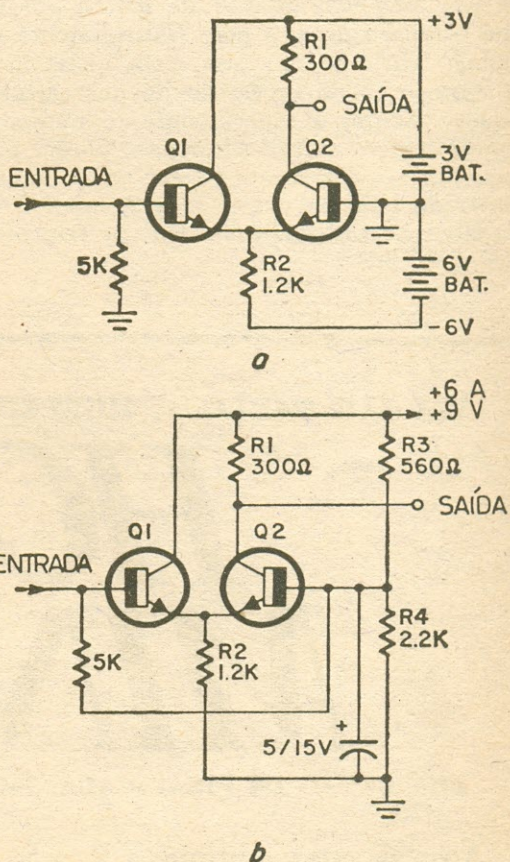 +3V
R1
300Ω
SAÍDA
Q1
Q2
3V
BAT.
ENTRADA
5K
R2
1.2K
6V
BAT.
-6V
a
+6 A
+9 V
R1
300Ω
R3
560Ω
SAÍDA
Q1
Q2
ENTRADA
5K
R2
1.2K
R4
2.2K
+
5/15V
b